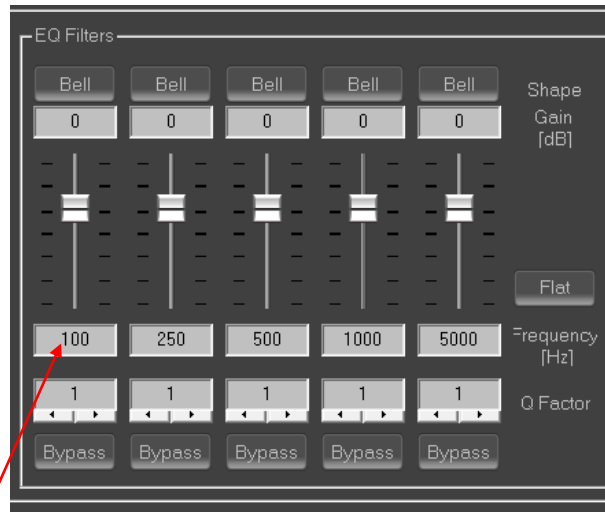 EQ Filters
Bell Bell Bell Bell Bell Shape
0 0 0 0 0 Gain
[dB]
Flat
100 250 500 1000 5000 Frequency
[Hz]
1 1 1 1 1 Q Factor
Bypass Bypass Bypass Bypass Bypass